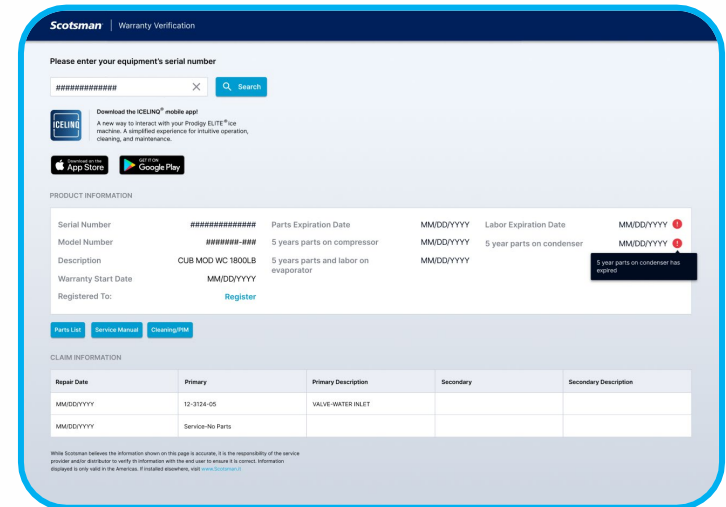 Scotsman | Warranty Verification
Please enter your equipment's serial number
#############
Search
Download the ICELINQ® mobile app!
ICELINQ
A new way to interact with your Prodigy ELITE® ice
machine. A simplified experience for intuitive operation,
cleaning, and maintenance.
Download on the
App Store
GET IT ON
Google Play
PRODUCT INFORMATION
Serial Number ##############
Model Number #######-###
Description CUB MOD WC 1800LB
Warranty Start Date MM/DD/YYYY
Registered To: Register
Parts Expiration Date MM/DD/YYYY
5 years parts on compressor MM/DD/YYYY
5 years parts and labor on MM/DD/YYYY
evaporator
Labor Expiration Date MM/DD/YYYY !
5 year parts on condenser MM/DD/YYYY !
5 year parts on condenser has
expired
Parts List
Service Manual
Cleaning/PIM
CLAIM INFORMATION
Repair Date Primary Primary Description Secondary Secondary Description
MM/DD/YYYY 12-3124-05 VALVE-WATER INLET
MM/DD/YYYY Service-No Parts
While Scotsman believes the information shown on this page is accurate, it is the responsibility of the service
provider and/or distributor to verify th information with the end user to ensure it is correct. Information
displayed is only valid in the Americas. If installed elsewhere, visit www.Scotsman.it